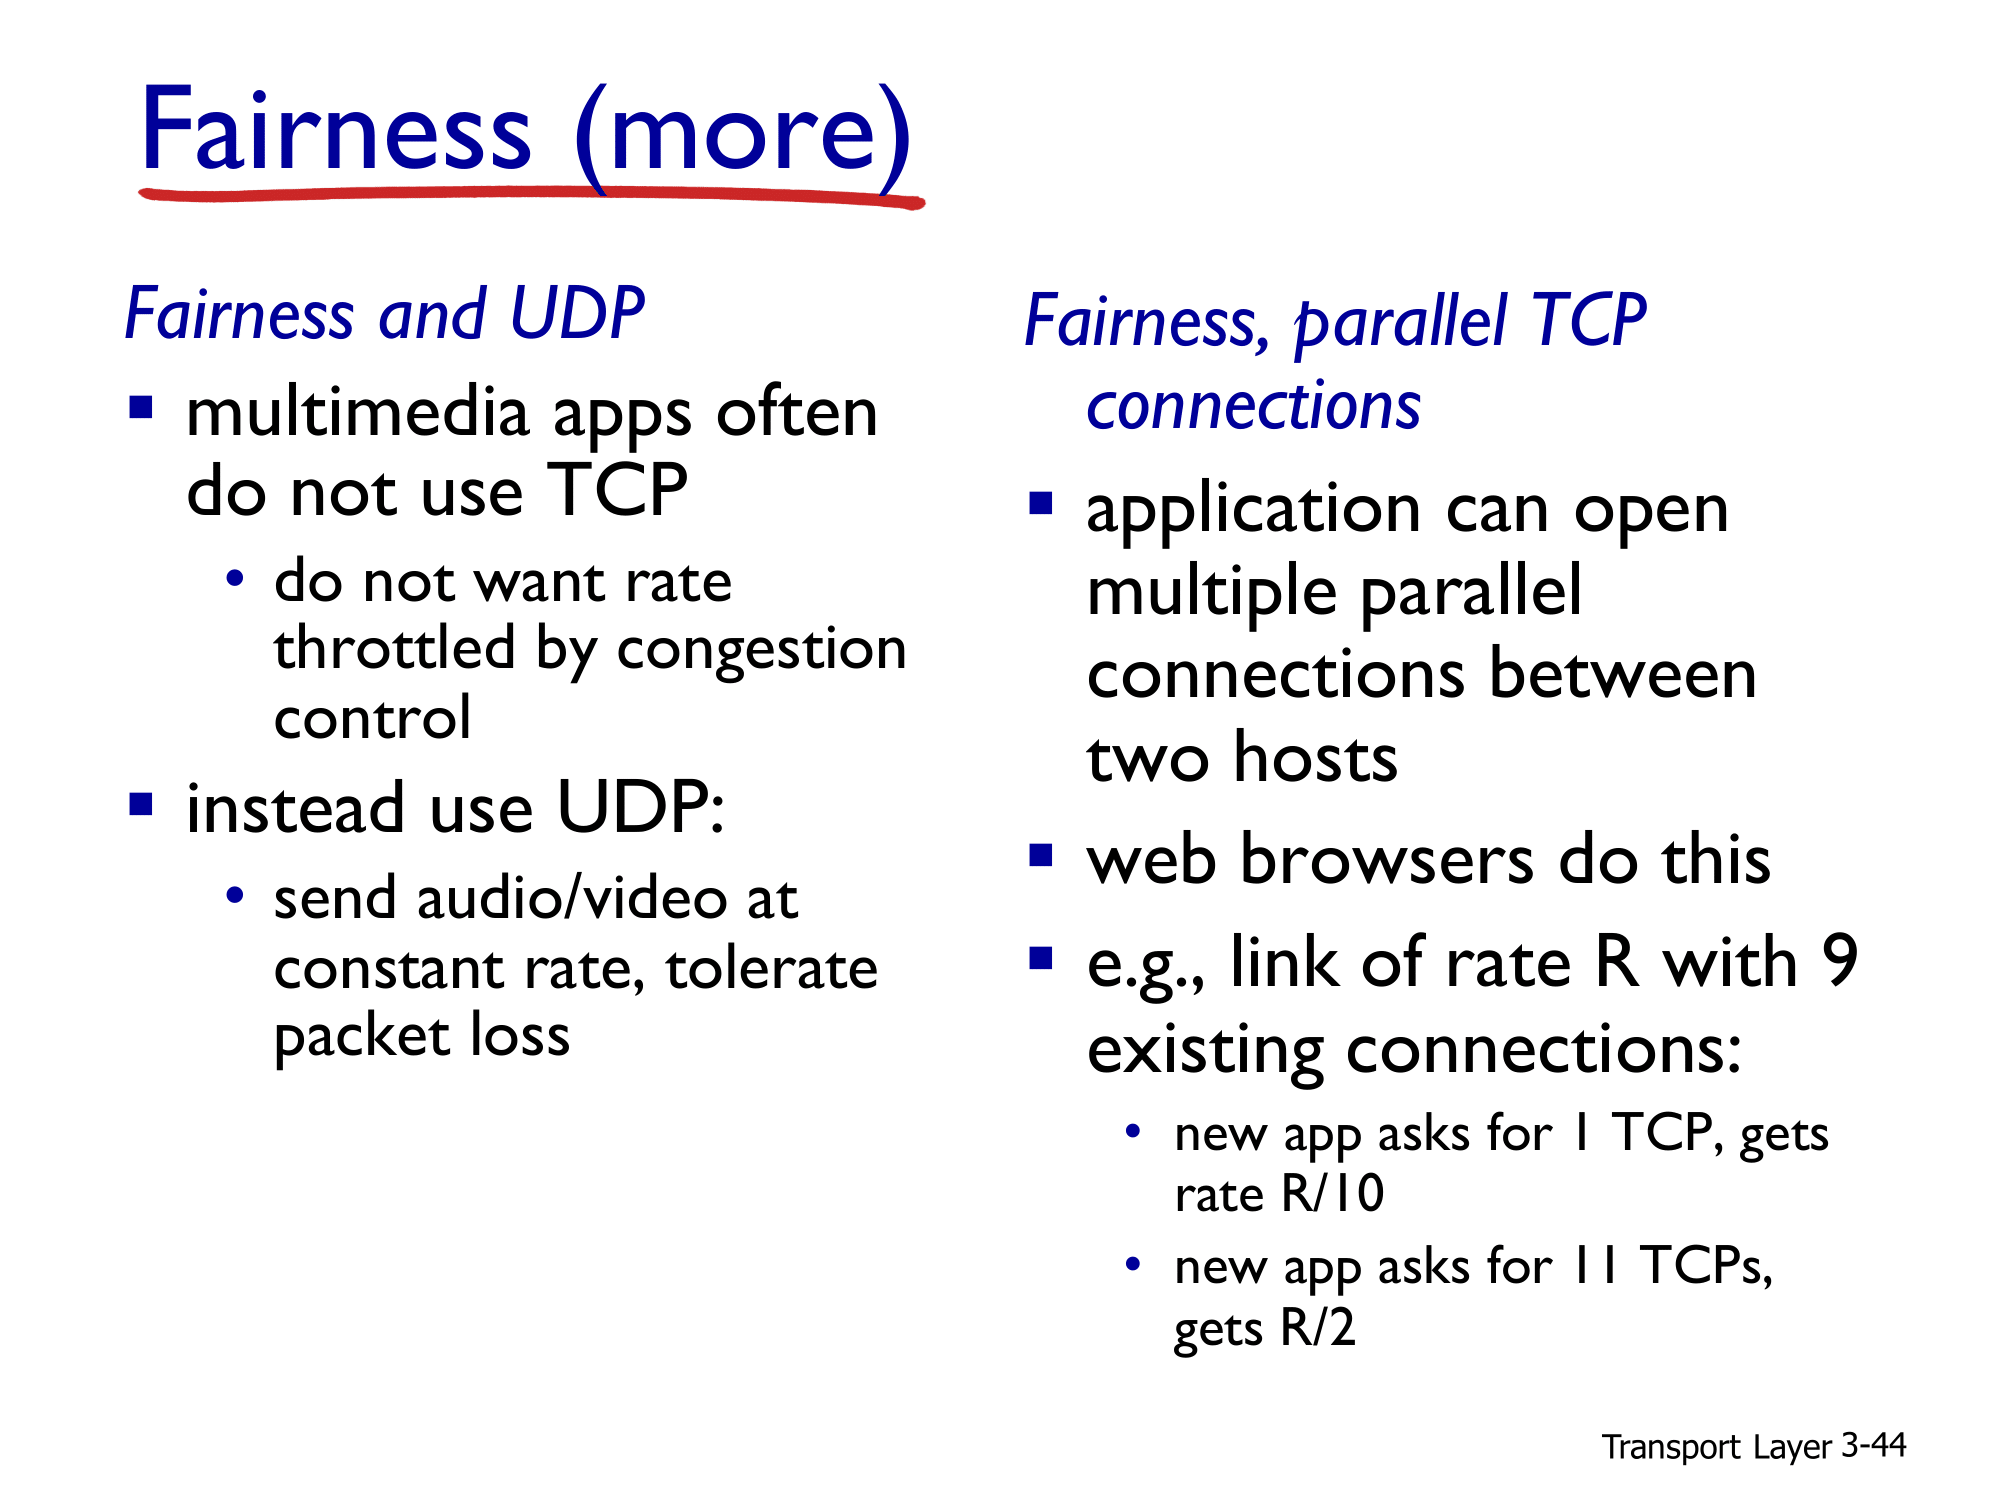 Fairness (more)
Fairness and UDP
▪ multimedia apps often
do not use TCP
• do not want rate
throttled by congestion
control
▪ instead use UDP:
• send audio/video at
constant rate, tolerate
packet loss
Fairness, parallel TCP
connections
▪ application can open
multiple parallel
connections between
two hosts
▪ web browsers do this
▪ e.g., link of rate R with 9
existing connections:
• new app asks for 1 TCP, gets
rate R/10
• new app asks for 11 TCPs,
gets R/2
Transport Layer 3-44